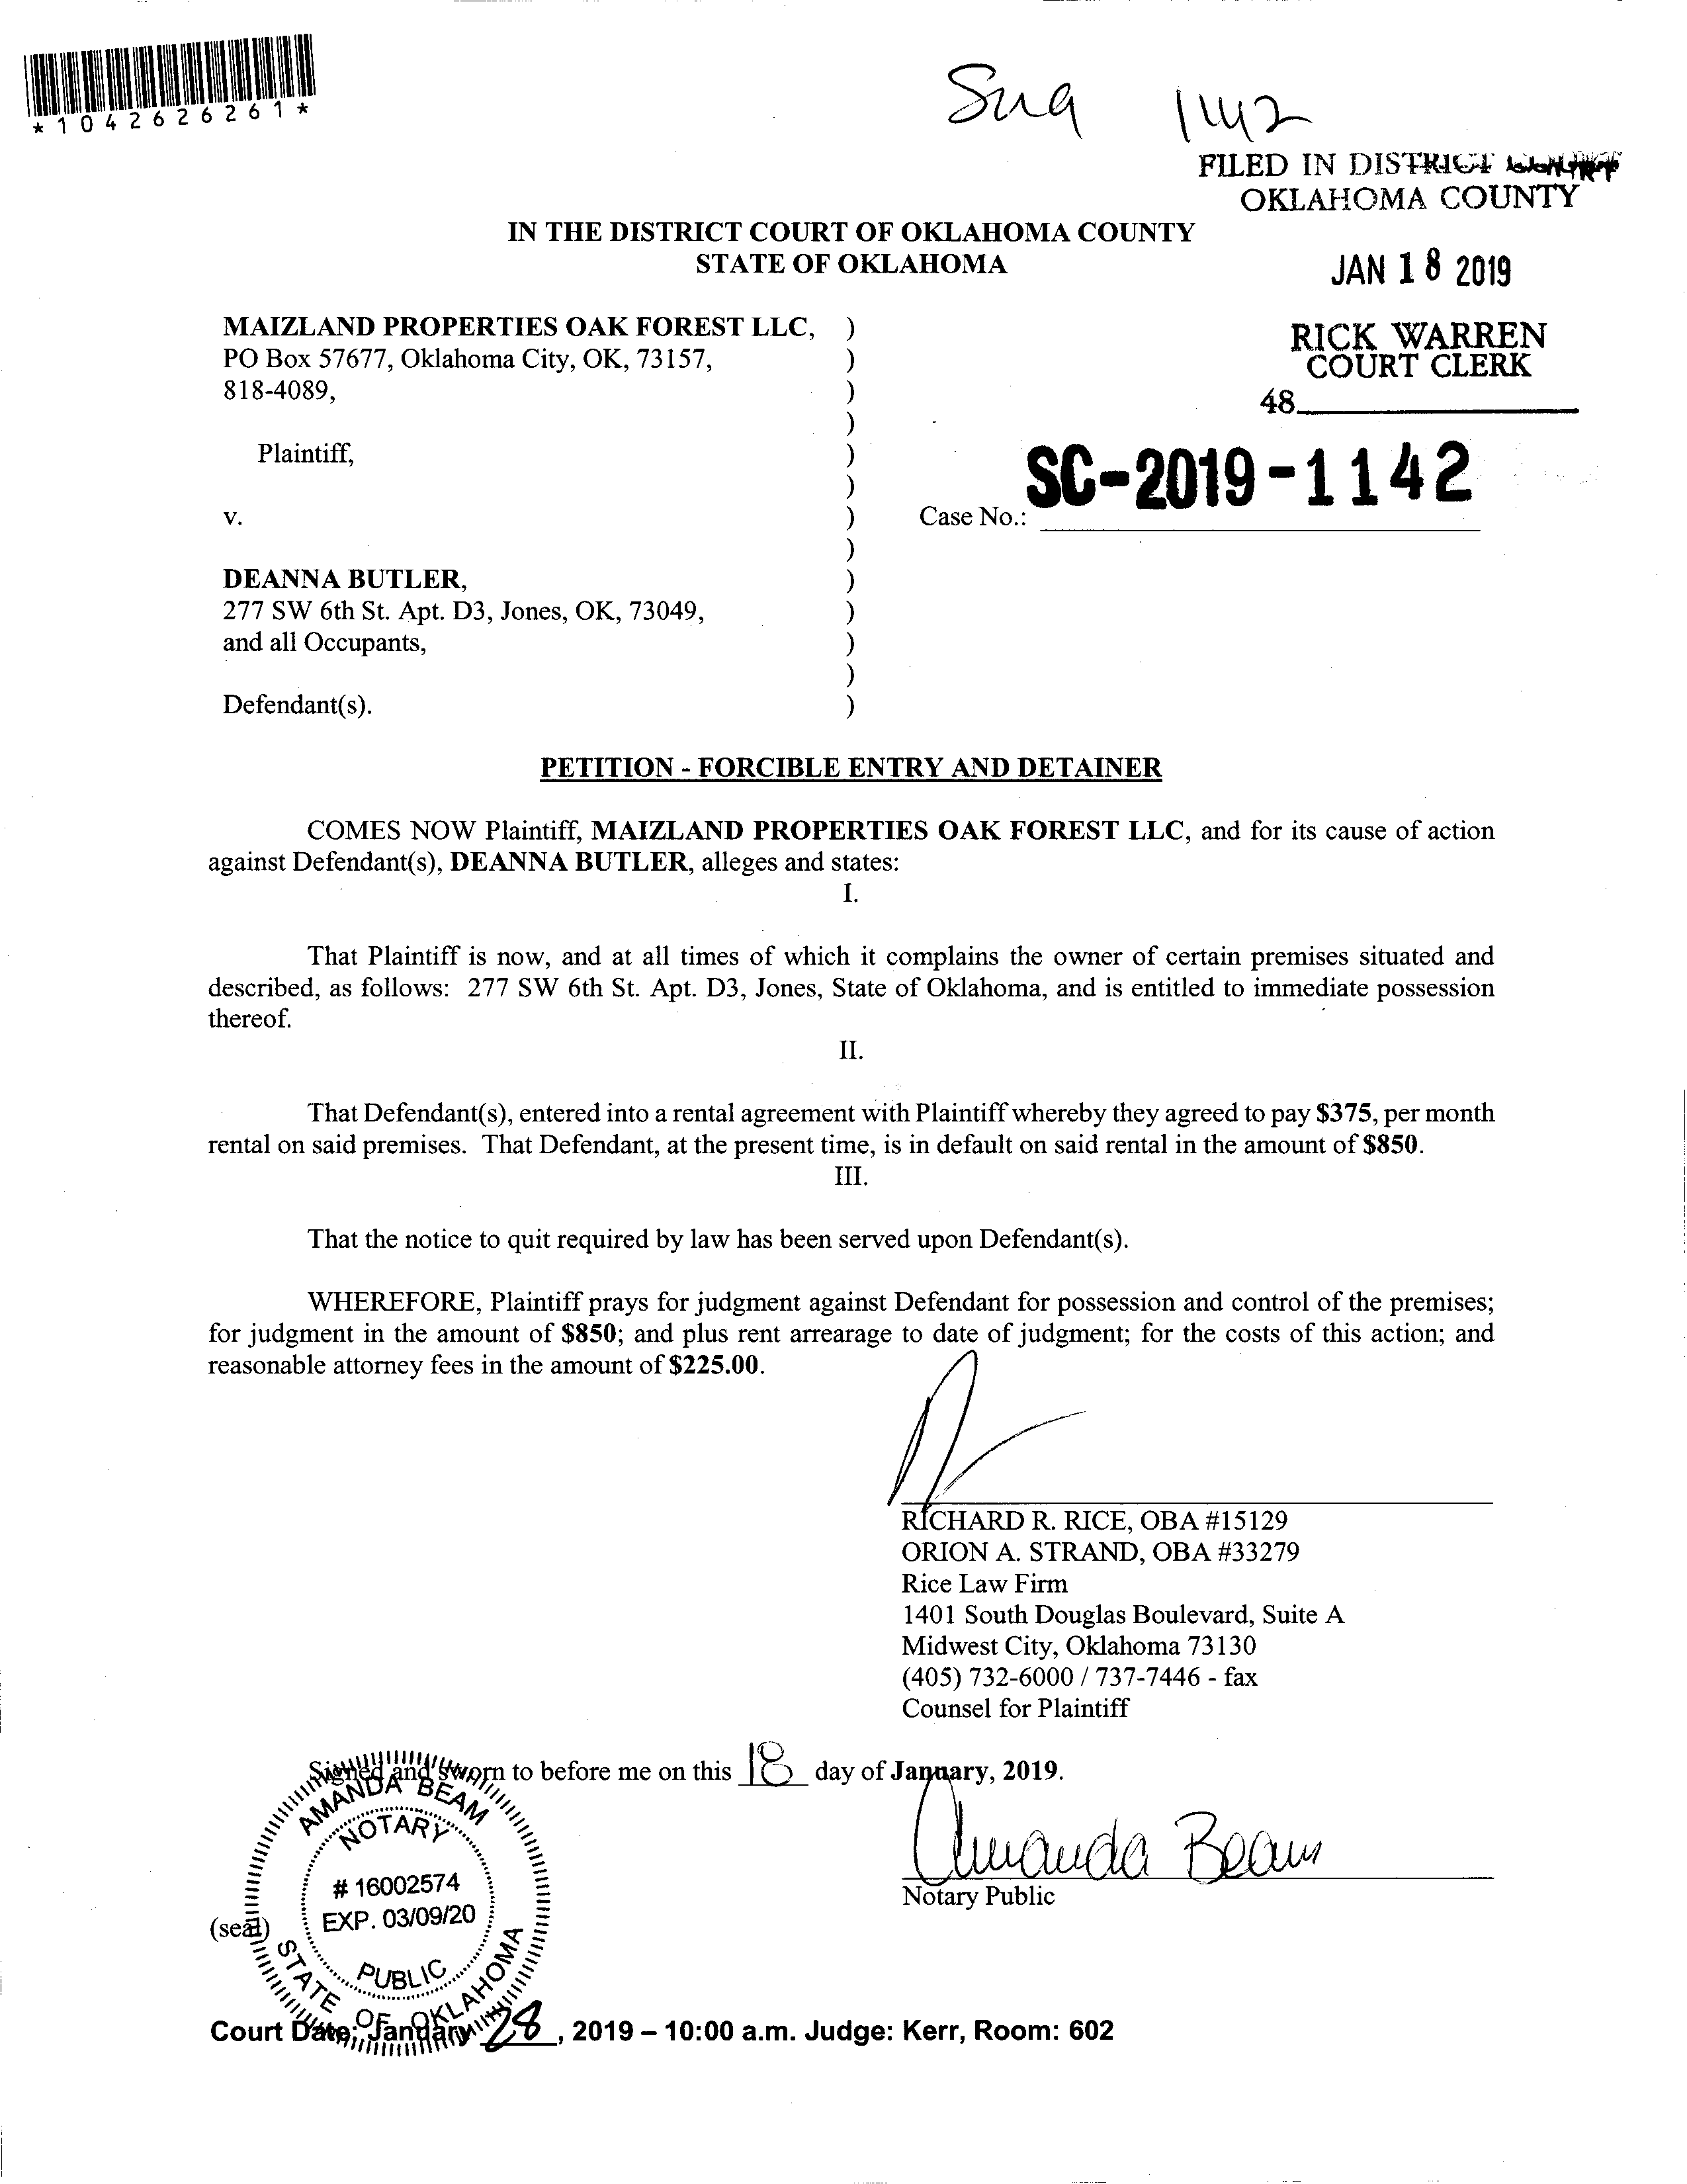 *1042626261*
1142
FILED IN DISTRICT COURT
OKLAHOMA COUNTY
IN THE DISTRICT COURT OF OKLAHOMA COUNTY
STATE OF OKLAHOMA
JAN 18 2019
MAIZLAND PROPERTIES OAK FOREST LLC, )
RICK WARREN
PO Box 57677, Oklahoma City, OK, 73157, )
COURT CLERK
818-4089, )
48
)
Plaintiff, )
SC-2019-1142
)
v. ) Case No.:
)
DEANNA BUTLER, )
277 SW 6th St. Apt. D3, Jones, OK, 73049, )
and all Occupants, )
)
Defendant(s). )
PETITION - FORCIBLE ENTRY AND DETAINER
COMES NOW Plaintiff, MAIZLAND PROPERTIES OAK FOREST LLC, and for its cause of action
against Defendant(s), DEANNA BUTLER, alleges and states:
I.
That Plaintiff is now, and at all times of which it complains the owner of certain premises situated and
described, as follows: 277 SW 6th St. Apt. D3, Jones, State of Oklahoma, and is entitled to immediate possession
thereof.
II.
That Defendant(s), entered into a rental agreement with Plaintiff whereby they agreed to pay $375, per month
rental on said premises. That Defendant, at the present time, is in default on said rental in the amount of $850.
III.
That the notice to quit required by law has been served upon Defendant(s).
WHEREFORE, Plaintiff prays for judgment against Defendant for possession and control of the premises;
for judgment in the amount of $850; and plus rent arrearage to date of judgment; for the costs of this action; and
reasonable attorney fees in the amount of $225.00.
RICHARD R. RICE, OBA #15129
ORION A. STRAND, OBA #33279
Rice Law Firm
1401 South Douglas Boulevard, Suite A
Midwest City, Oklahoma 73130
(405) 732-6000 / 737-7446 - fax
Counsel for Plaintiff
Signed and sworn to before me on this 18 day of January, 2019.
AMANDA BEAM
NOTARY
# 16002574
EXP. 03/09/20
PUBLIC
STATE OF OKLAHOMA
Amanda Beam
Notary Public
(seal)
Court Date: January 28, 2019 – 10:00 a.m. Judge: Kerr, Room: 602